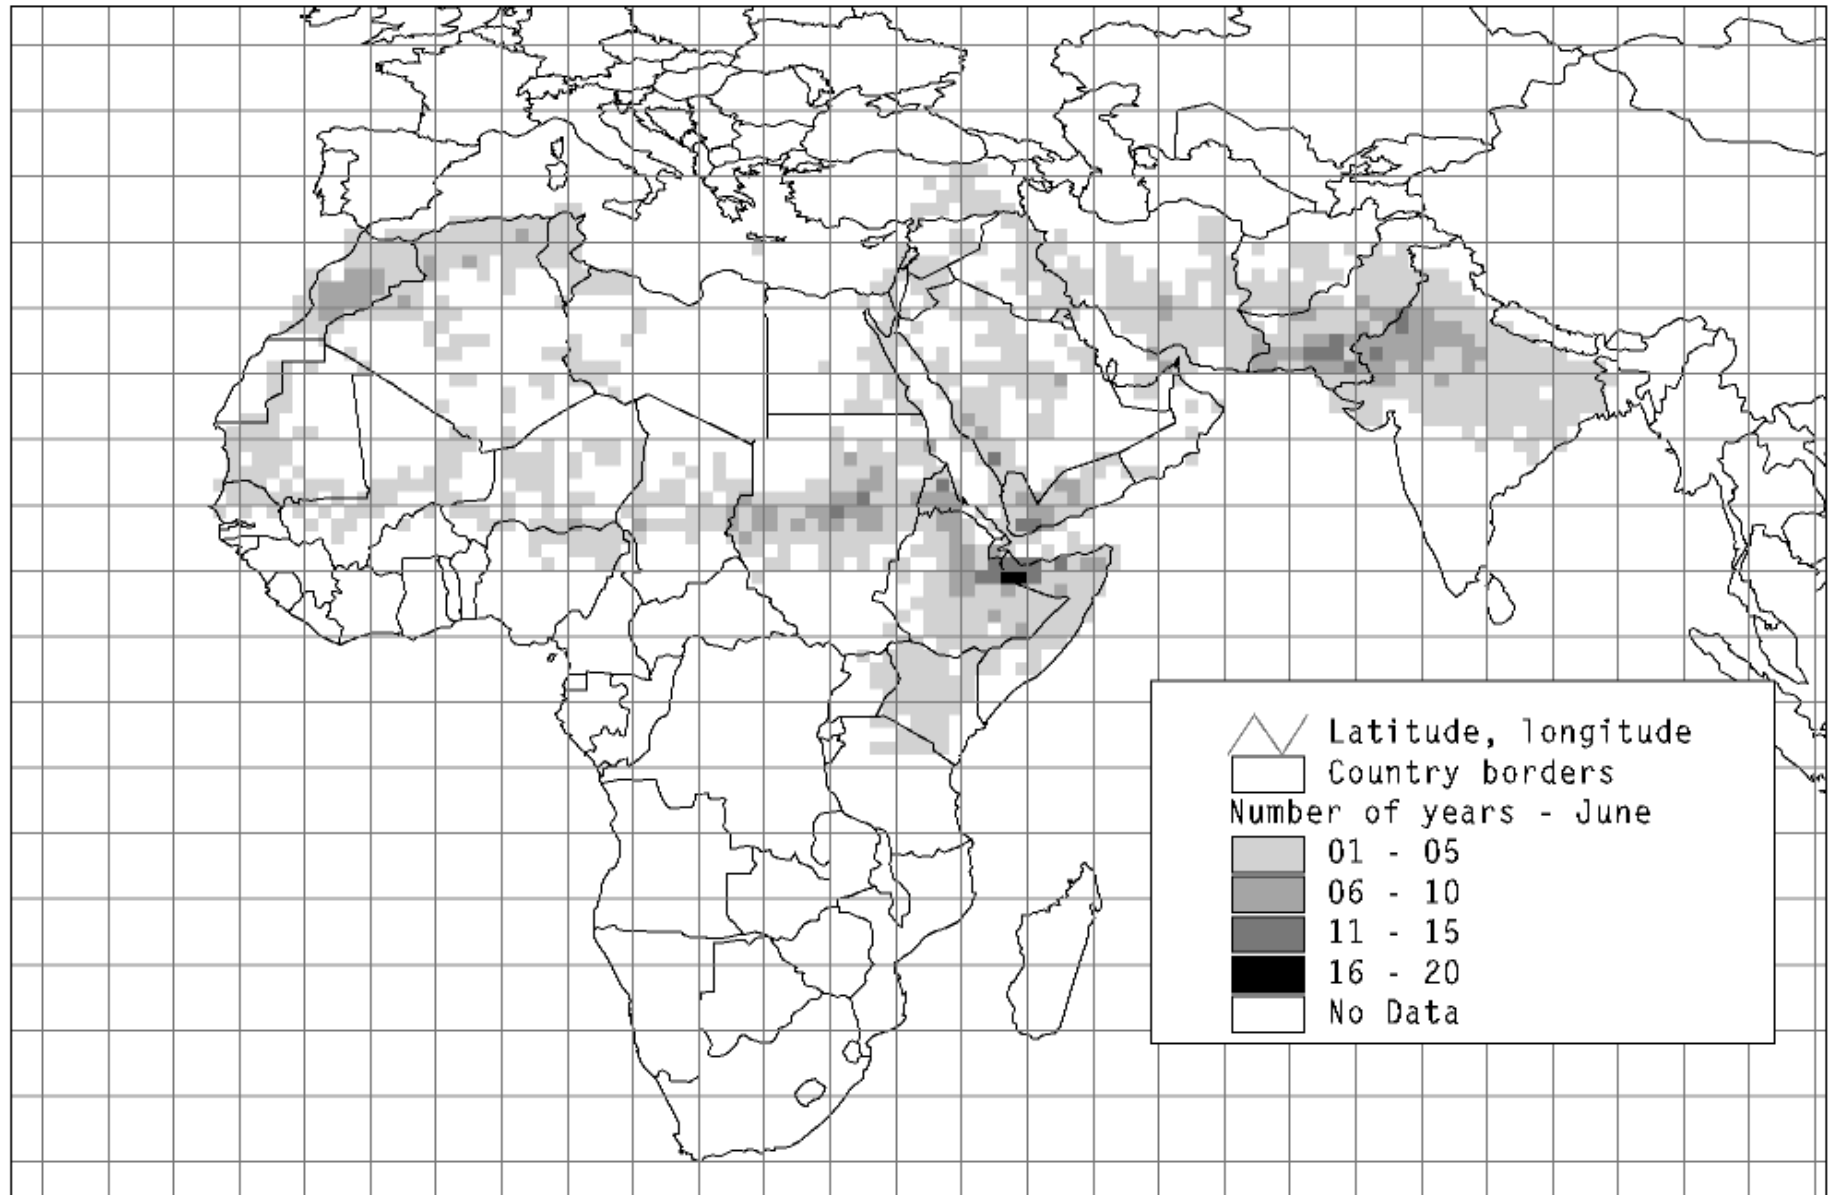 Latitude, longitude
Country borders
Number of years - June
01 - 05
06 - 10
11 - 15
16 - 20
No Data